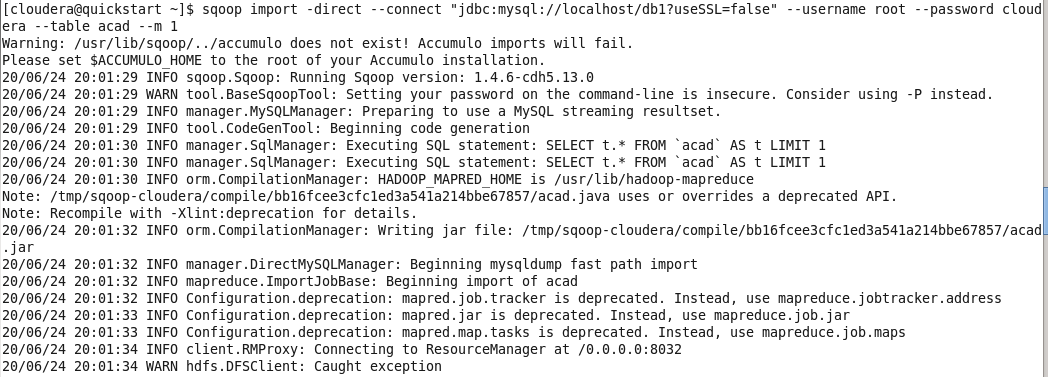 [cloudera@quickstart ~]$ sqoop import -direct --connect "jdbc:mysql://localhost/db1?useSSL=false" --username root --password cloud
era --table acad --m 1
Warning: /usr/lib/sqoop/../accumulo does not exist! Accumulo imports will fail.
Please set $ACCUMULO_HOME to the root of your Accumulo installation.
20/06/24 20:01:29 INFO sqoop.Sqoop: Running Sqoop version: 1.4.6-cdh5.13.0
20/06/24 20:01:29 WARN tool.BaseSqoopTool: Setting your password on the command-line is insecure. Consider using -P instead.
20/06/24 20:01:29 INFO manager.MySQLManager: Preparing to use a MySQL streaming resultset.
20/06/24 20:01:29 INFO tool.CodeGenTool: Beginning code generation
20/06/24 20:01:30 INFO manager.SqlManager: Executing SQL statement: SELECT t.* FROM `acad` AS t LIMIT 1
20/06/24 20:01:30 INFO manager.SqlManager: Executing SQL statement: SELECT t.* FROM `acad` AS t LIMIT 1
20/06/24 20:01:30 INFO orm.CompilationManager: HADOOP_MAPRED_HOME is /usr/lib/hadoop-mapreduce
Note: /tmp/sqoop-cloudera/compile/bb16fcee3cfc1ed3a541a214bbe67857/acad.java uses or overrides a deprecated API.
Note: Recompile with -Xlint:deprecation for details.
20/06/24 20:01:32 INFO orm.CompilationManager: Writing jar file: /tmp/sqoop-cloudera/compile/bb16fcee3cfc1ed3a541a214bbe67857/acad
.jar
20/06/24 20:01:32 INFO manager.DirectMySQLManager: Beginning mysqldump fast path import
20/06/24 20:01:32 INFO mapreduce.ImportJobBase: Beginning import of acad
20/06/24 20:01:32 INFO Configuration.deprecation: mapred.job.tracker is deprecated. Instead, use mapreduce.jobtracker.address
20/06/24 20:01:33 INFO Configuration.deprecation: mapred.jar is deprecated. Instead, use mapreduce.job.jar
20/06/24 20:01:33 INFO Configuration.deprecation: mapred.map.tasks is deprecated. Instead, use mapreduce.job.maps
20/06/24 20:01:34 INFO client.RMProxy: Connecting to ResourceManager at /0.0.0.0:8032
20/06/24 20:01:34 WARN hdfs.DFSClient: Caught exception